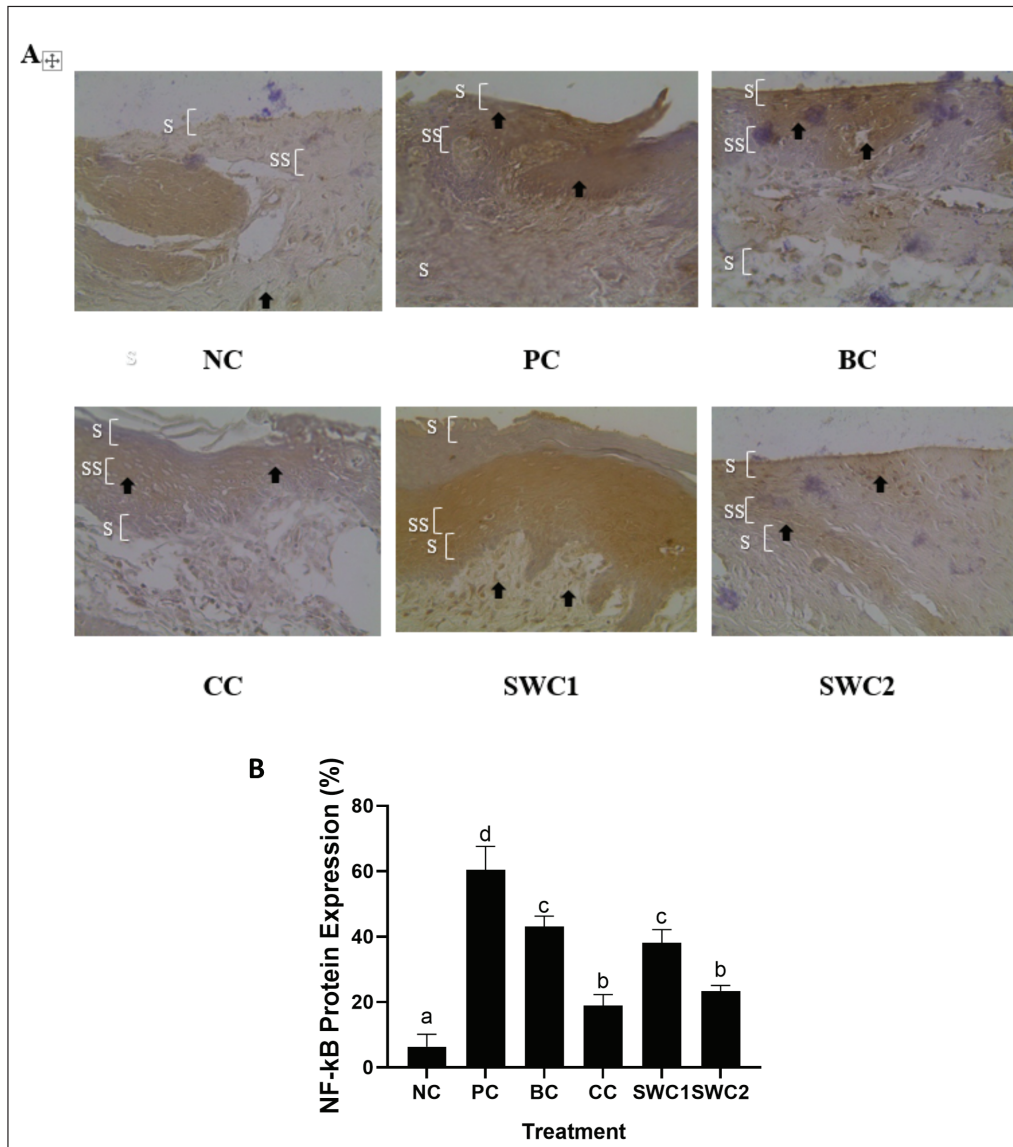 A
S
SS
S
SS
S
S
SS
S
S
NC
PC
BC
S
SS
S
S
SS
S
S
SS
S
CC
SWC1
SWC2
B
NF-kB Protein Expression (%)
80
60
40
20
0
a
d
c
b
c
b
NC PC BC CC SWC1 SWC2
Treatment